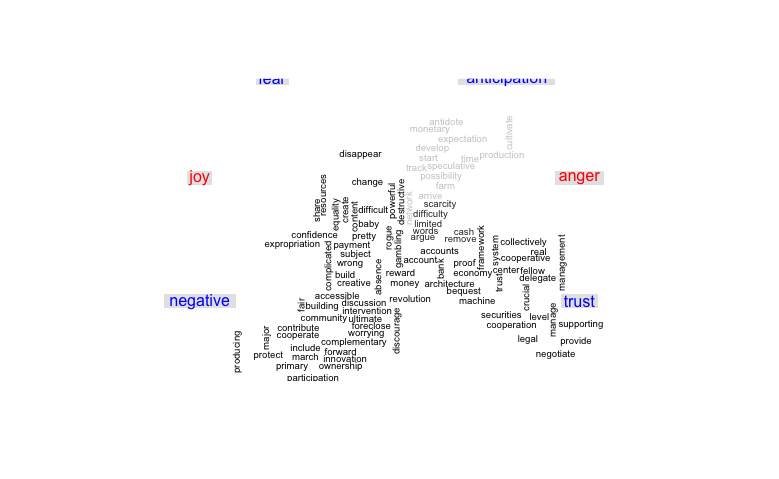 fear
anticipation
antidote
monetary
cultivate
expectation
develop
disappear
start
time
production
track
speculative
joy
possibility
anger
change
farm
share
resources
powerful
destructive
arrive
equality
create
content
difficult
network
scarcity
difficulty
baby
limited
words
cash
confidence
pretty
rogue
argue
remove
framework
expropriation
payment
gambling
system
collectively
complicated
subject
accounts
real
management
wrong
account
bank
proof
cooperative
build
absence
reward
economy
center
fellow
creative
money
architecture
trust
delegate
negative
accessible
bequest
crucial
trust
fair
building
discussion
revolution
machine
intervention
community
ultimate
discourage
securities
level
manage
contribute
foreclose
cooperation
supporting
producing
major
cooperate
worrying
legal
complementary
provide
include
forward
protect
march
innovation
negotiate
primary
ownership
participation